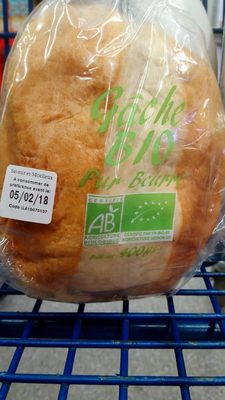 Gâche
BIO
Pur Beurre
Saveur et Moelleux
A consommer de
préférence avant le:
05/02/18
CERTIFIÉ
AB
AGRICULTURE
BIOLOGIQUE
400g